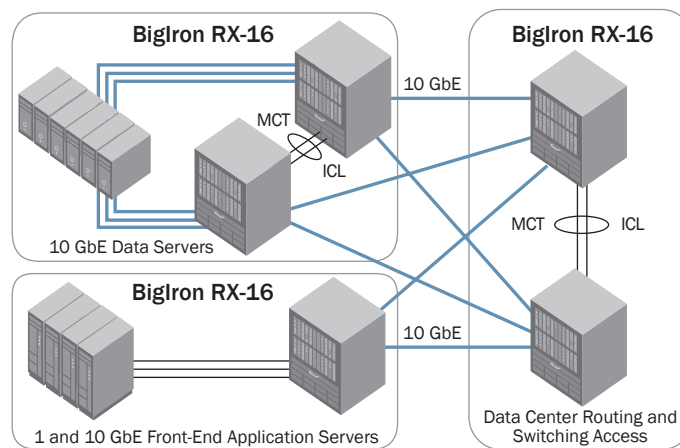 BigIron RX-16
BigIron RX-16
10 GbE
MCT
ICL
MCT
ICL
10 GbE Data Servers
BigIron RX-16
10 GbE
1 and 10 GbE Front-End Application Servers
Data Center Routing and
Switching Access